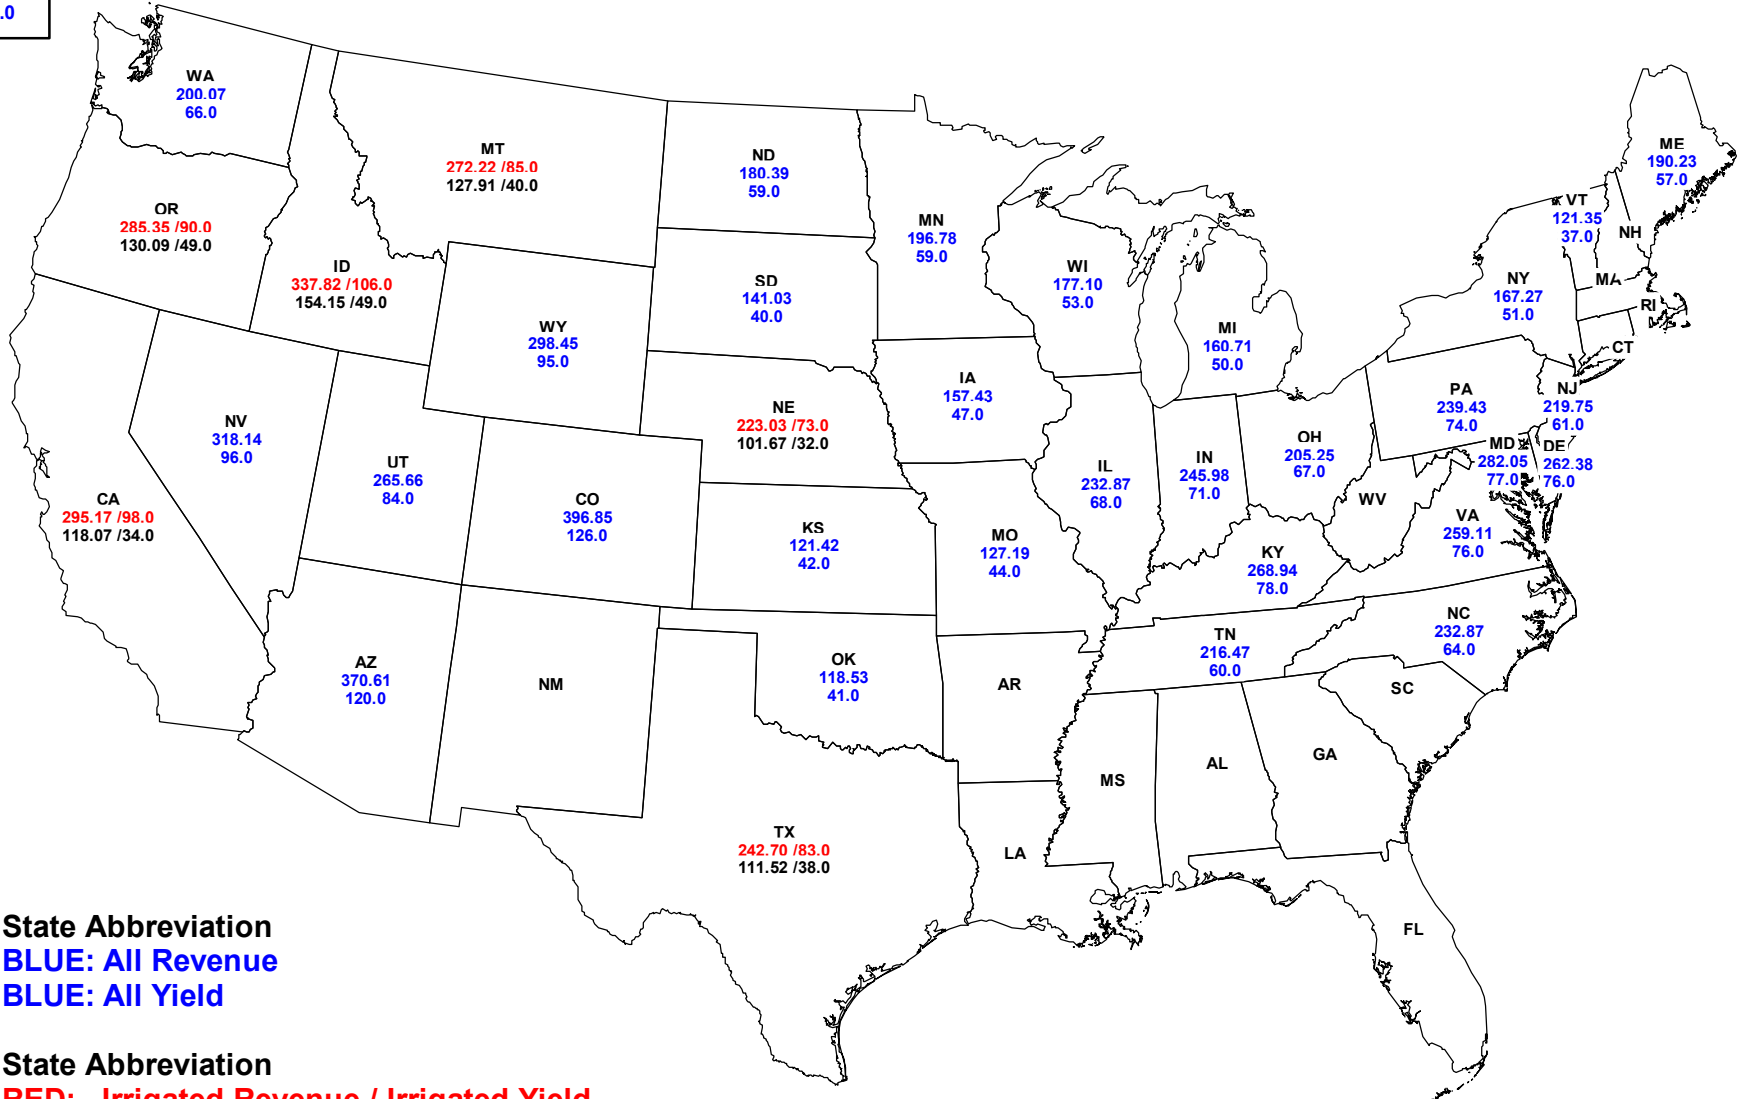 .0
WA
200.07
66.0
MT
272.22 /85.0
127.91 /40.0
ND
180.39
59.0
MN
196.78
59.0
ME
190.23
57.0
VT
121.35
37.0
NH
OR
285.35 /90.0
130.09 /49.0
ID
337.82 /106.0
154.15 /49.0
WY
298.45
95.0
SD
141.03
40.0
WI
177.10
53.0
MI
160.71
50.0
NY
167.27
51.0
MA
RI
CT
CA
295.17 /98.0
118.07 /34.0
NV
318.14
96.0
UT
265.66
84.0
CO
396.85
126.0
NE
223.03 /73.0
101.67 /32.0
KS
121.42
42.0
IA
157.43
47.0
MO
127.19
44.0
IL
232.87
68.0
IN
245.98
71.0
OH
205.25
67.0
PA
239.43
74.0
NJ
219.75
61.0
MD
282.05
77.0
DE
262.38
76.0
WV
VA
259.11
76.0
KY
268.94
78.0
TN
216.47
60.0
NC
232.87
64.0
AZ
370.61
120.0
NM
OK
118.53
41.0
AR
SC
MS
AL
GA
TX
242.70 /83.0
111.52 /38.0
LA
FL
State Abbreviation
BLUE: All Revenue
BLUE: All Yield
State Abbreviation
RED: Irrigated Revenue / Irrigated Yield